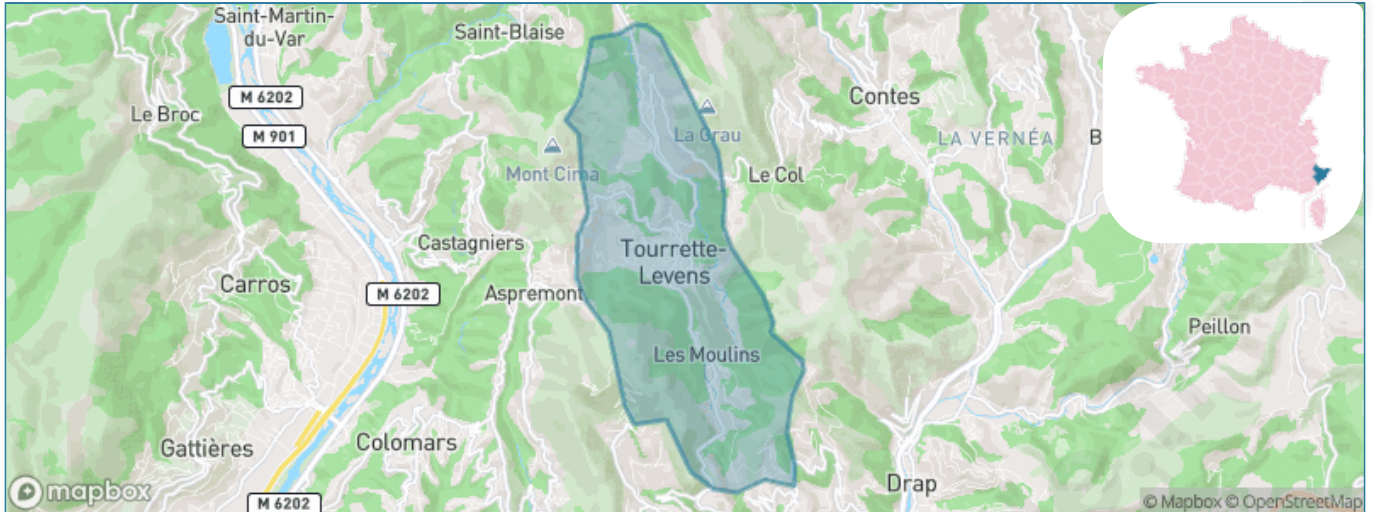 Saint-Martin-
du-Var
Saint-Blaise
M 6202
Le Broc
Contes
M 901
La Grau
LA VERNÉA
B
Mont Cima
Le Col
Castagniers
Tourrette-
Levens
Carros
M 6202
Aspremont
Peillon
Les Moulins
Gattières
Colomars
Drap
mapbox
M 6202
© Mapbox © OpenStreetMap